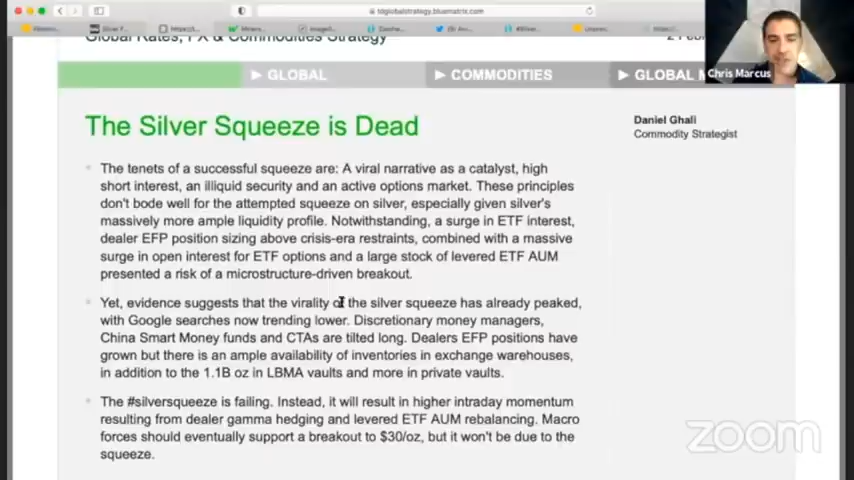 tdglobalstrategy.bluematrix.com
Global Rates, FX & Commodities Strategy
▶ GLOBAL
▶ COMMODITIES
▶ GLOBAL
Chris Marcus
The Silver Squeeze is Dead
Daniel Ghali
Commodity Strategist
The tenets of a successful squeeze are: A viral narrative as a catalyst, high
short interest, an illiquid security and an active options market. These principles
don't bode well for the attempted squeeze on silver, especially given silver's
massively more ample liquidity profile. Notwithstanding, a surge in ETF interest,
dealer EFP position sizing above crisis-era restraints, combined with a massive
surge in open interest for ETF options and a large stock of levered ETF AUM
presented a risk of a microstructure-driven breakout.
Yet, evidence suggests that the virality of the silver squeeze has already peaked,
with Google searches now trending lower. Discretionary money managers,
China Smart Money funds and CTAs are tilted long. Dealers EFP positions have
grown but there is an ample availability of inventories in exchange warehouses,
in addition to the 1.1B oz in LBMA vaults and more in private vaults.
The #silversqueeze is failing. Instead, it will result in higher intraday momentum
resulting from dealer gamma hedging and levered ETF AUM rebalancing. Macro
forces should eventually support a breakout to $30/oz, but it won't be due to the
squeeze.
zoom